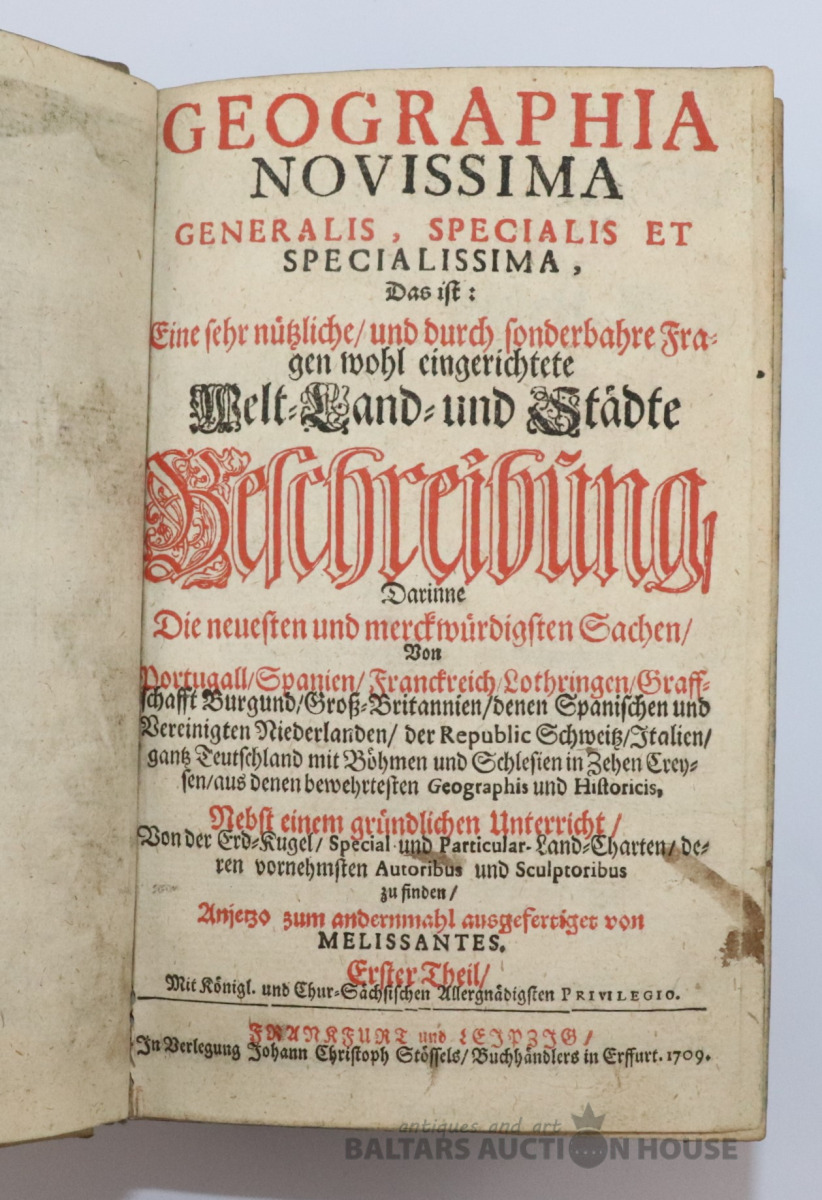 GEOGRAPHIA
NOVISSIMA
GENERALIS, SPECIALIS ET
SPECIALISSIMA,
Das ist:
Eine sehr nützliche/ und durch sonderbahre Fra-
gen wohl eingerichtete
Welt-Land- und Städte
Beschreibung/
Darinne
Die neuesten und merckwürdigsten Sachen/
Von
Portugall/Spanien/ Franckreich/Lothringen/Graff-
schafft Burgund/Groß-Britannien/denen Spanischen und
Vereinigten Niederlanden/ der Republic Schweitz/Italien/
gantz Teutschland mit Böhmen und Schlesien in Zehen Crey-
sen/aus denen bewehrtesten Geographis und Historicis,
Nebst einem gründlichen Unterricht/
Von der Erd-Kugel/ Special und Particular-Land-Charten/ de-
ren vornehmsten Autoribus und Sculptoribus
zu finden/
Anjetzo zum andernmahl ausgefertiget von
MELISSANTES.
Erster Theil/
Mit Königl. und Chur-Sächsischen Allergnädigsten PRIVILEGIO.
FRANKFURT und LEIPZIG/
In Verlegung Johann Christoph Stössels/ Buchhändlers in Erffurt. 1709.
antiques and art
BALTARS AUCTION HOUSE